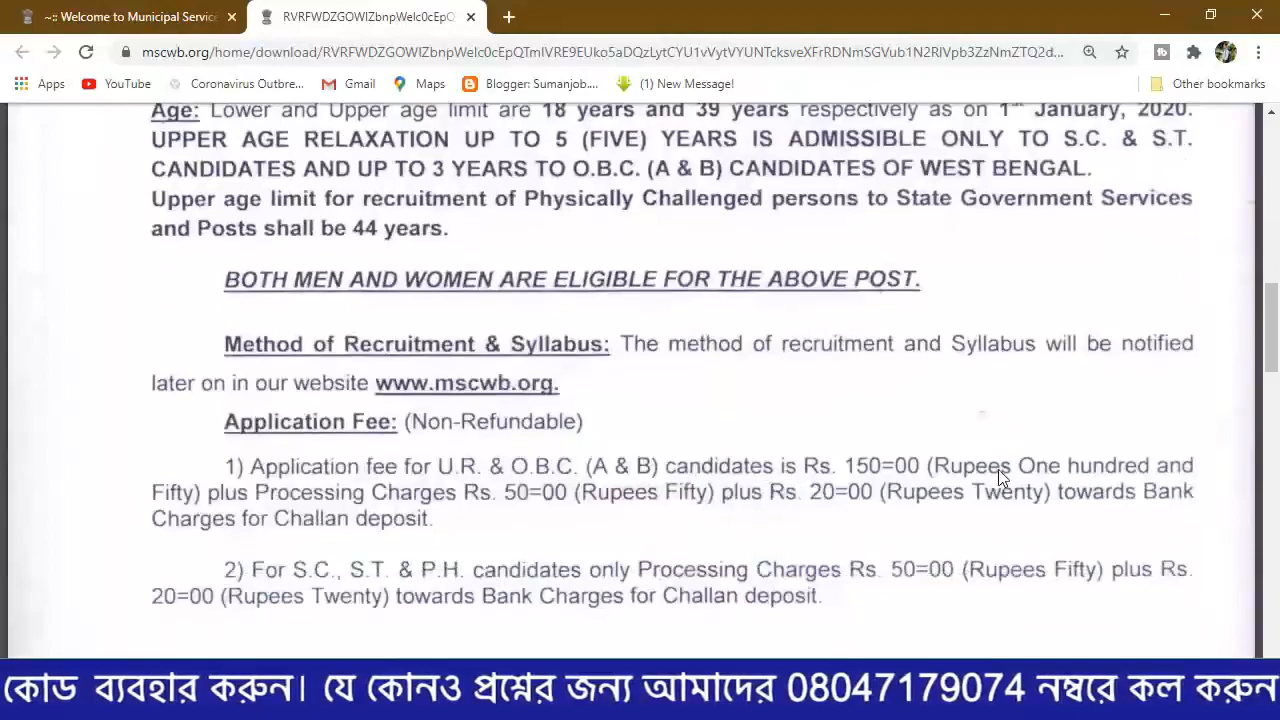 ~:: Welcome to Municipal Service
RVRFWDZGOWIZbnpWelc0cEpQ
mscwb.org/home/download/RVRFWDZGOWIZbnpWelc0cEpQTmlVRE9EUko5aDQzLytCYU1vVytVYUNTcksveXFrRDNmSGVub1N2RlVpb3ZzNmZTQ2d...
Apps YouTube Coronavirus Outbre... Gmail Maps Blogger: Sumanjob.... (1) New Message! Other bookmarks
Age: Lower and Upper age limit are 18 years and 39 years respectively as on 1st January, 2020.
UPPER AGE RELAXATION UP TO 5 (FIVE) YEARS IS ADMISSIBLE ONLY TO S.C. & S.T.
CANDIDATES AND UP TO 3 YEARS TO O.B.C. (A & B) CANDIDATES OF WEST BENGAL.
Upper age limit for recruitment of Physically Challenged persons to State Government Services
and Posts shall be 44 years.
BOTH MEN AND WOMEN ARE ELIGIBLE FOR THE ABOVE POST.
Method of Recruitment & Syllabus: The method of recruitment and Syllabus will be notified
later on in our website www.mscwb.org.
Application Fee: (Non-Refundable)
1) Application fee for U.R. & O.B.C. (A & B) candidates is Rs. 150=00 (Rupees One hundred and
Fifty) plus Processing Charges Rs. 50=00 (Rupees Fifty) plus Rs. 20=00 (Rupees Twenty) towards Bank
Charges for Challan deposit.
2) For S.C., S.T. & P.H. candidates only Processing Charges Rs. 50=00 (Rupees Fifty) plus Rs.
20=00 (Rupees Twenty) towards Bank Charges for Challan deposit.
কোড ব্যবহার করুন। যে কোনও প্রশ্নের জন্য আমাদের 08047179074 নম্বরে কল করুন